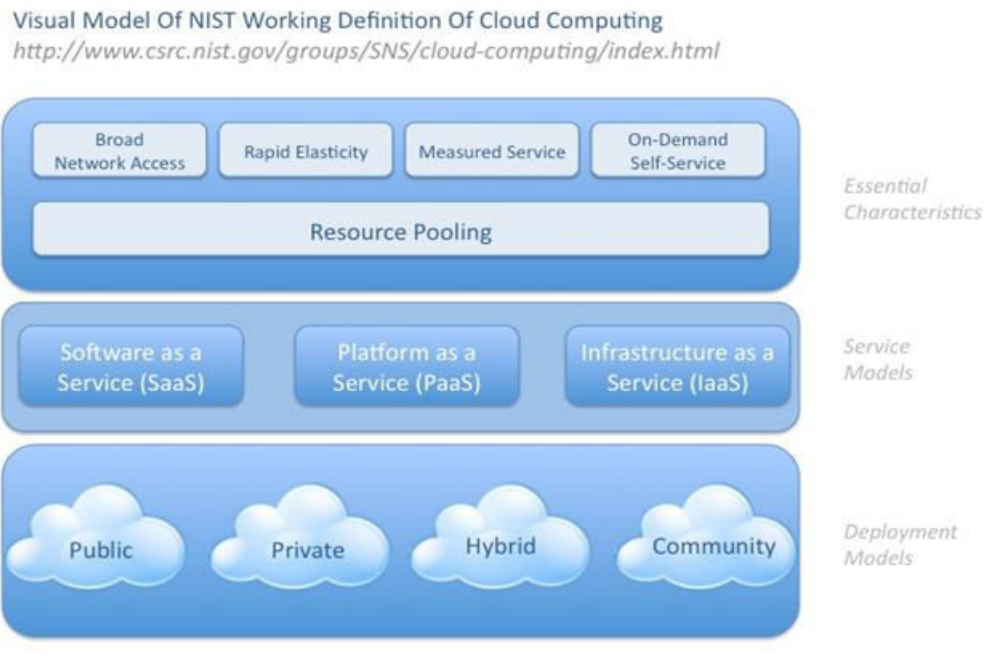 Visual Model Of NIST Working Definition Of Cloud Computing
http://www.csrc.nist.gov/groups/SNS/cloud-computing/index.html
Broad
Network Access
Rapid Elasticity
Measured Service
On-Demand
Self-Service
Resource Pooling
Essential
Characteristics
Software as a
Service (SaaS)
Platform as a
Service (PaaS)
Infrastructure as a
Service (IaaS)
Service
Models
Public
Private
Hybrid
Community
Deployment
Models